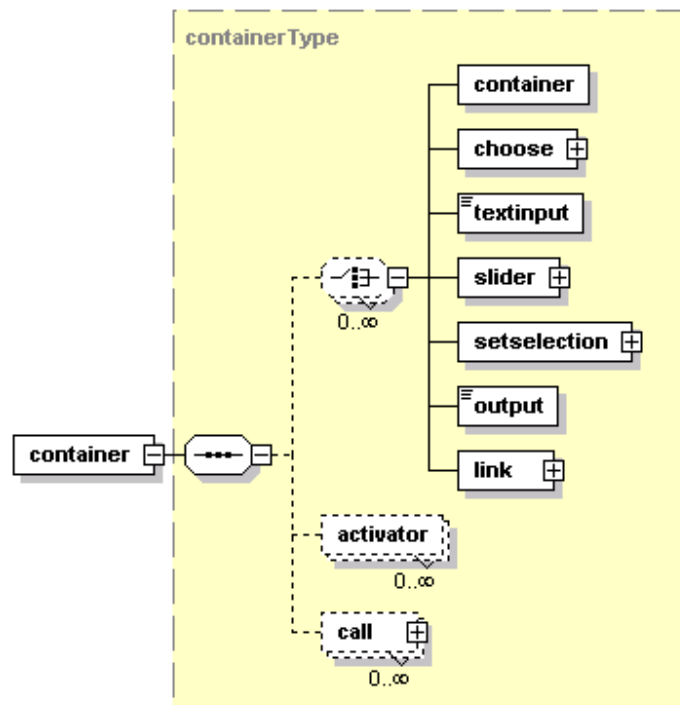 containerType
container
choose
textinput
slider
0..∞
setselection
output
container
link
activator
0..∞
call
0..∞